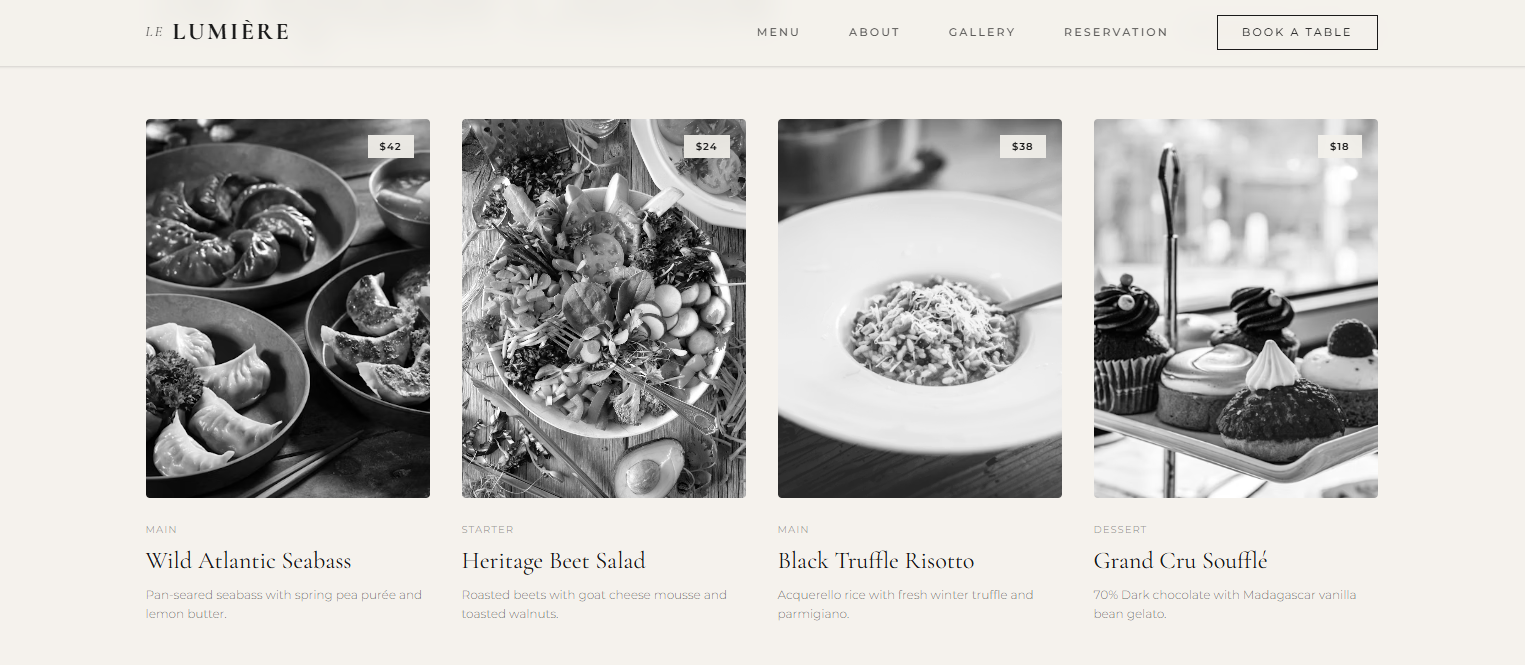 LE LUMIÈRE
MENU
ABOUT
GALLERY
RESERVATION
BOOK A TABLE
$42
$24
$38
$18
MAIN
Wild Atlantic Seabass
Pan-seared seabass with spring pea purée and
lemon butter.
STARTER
Heritage Beet Salad
Roasted beets with goat cheese mousse and
toasted walnuts.
MAIN
Black Truffle Risotto
Acquerello rice with fresh winter truffle and
parmigiano.
DESSERT
Grand Cru Soufflé
70% Dark chocolate with Madagascar vanilla
bean gelato.